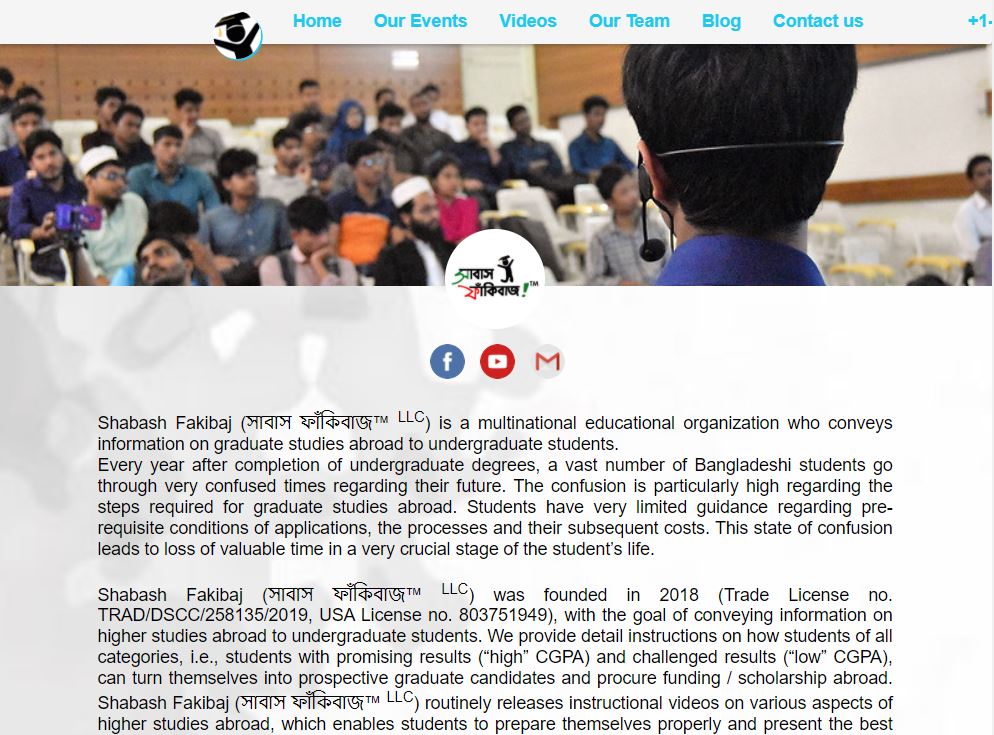 Home Our Events Videos Our Team Blog Contact us +1-
সাবাস
ফাঁকিবাজ! TM
f
Shabash Fakibaj (সাবাস ফাঁকিবাজ™ LLC) is a multinational educational organization who conveys
information on graduate studies abroad to undergraduate students.
Every year after completion of undergraduate degrees, a vast number of Bangladeshi students go
through very confused times regarding their future. The confusion is particularly high regarding the
steps required for graduate studies abroad. Students have very limited guidance regarding pre-
requisite conditions of applications, the processes and their subsequent costs. This state of confusion
leads to loss of valuable time in a very crucial stage of the student’s life.
Shabash Fakibaj (সাবাস ফাঁকিবাজ™ LLC) was founded in 2018 (Trade License no.
TRAD/DSCC/258135/2019, USA License no. 803751949), with the goal of conveying information on
higher studies abroad to undergraduate students. We provide detail instructions on how students of all
categories, i.e., students with promising results (“high” CGPA) and challenged results (“low” CGPA),
can turn themselves into prospective graduate candidates and procure funding / scholarship abroad.
Shabash Fakibaj (সাবাস ফাঁকিবাজ™ LLC) routinely releases instructional videos on various aspects of
higher studies abroad, which enables students to prepare themselves properly and present the best